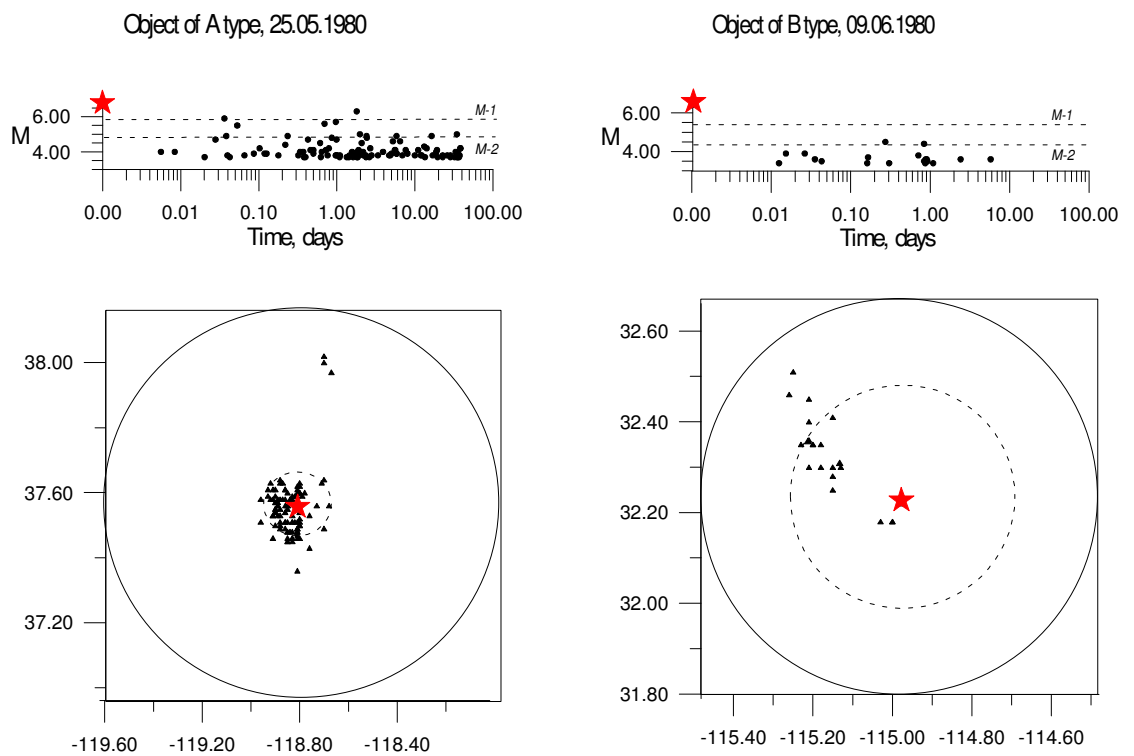 Object of A type, 25.05.1980
Object of B type, 09.06.1980
6.00
M
4.00
M-1
M-2
0.00 0.01 0.10 1.00 10.00 100.00
Time, days
6.00
M
4.00
M-1
M-2
0.00 0.01 0.10 1.00 10.00 100.00
Time, days
38.00
37.60
37.20
-119.60 -119.20 -118.80 -118.40
32.60
32.40
32.20
32.00
31.80
-115.40 -115.20 -115.00 -114.80 -114.60